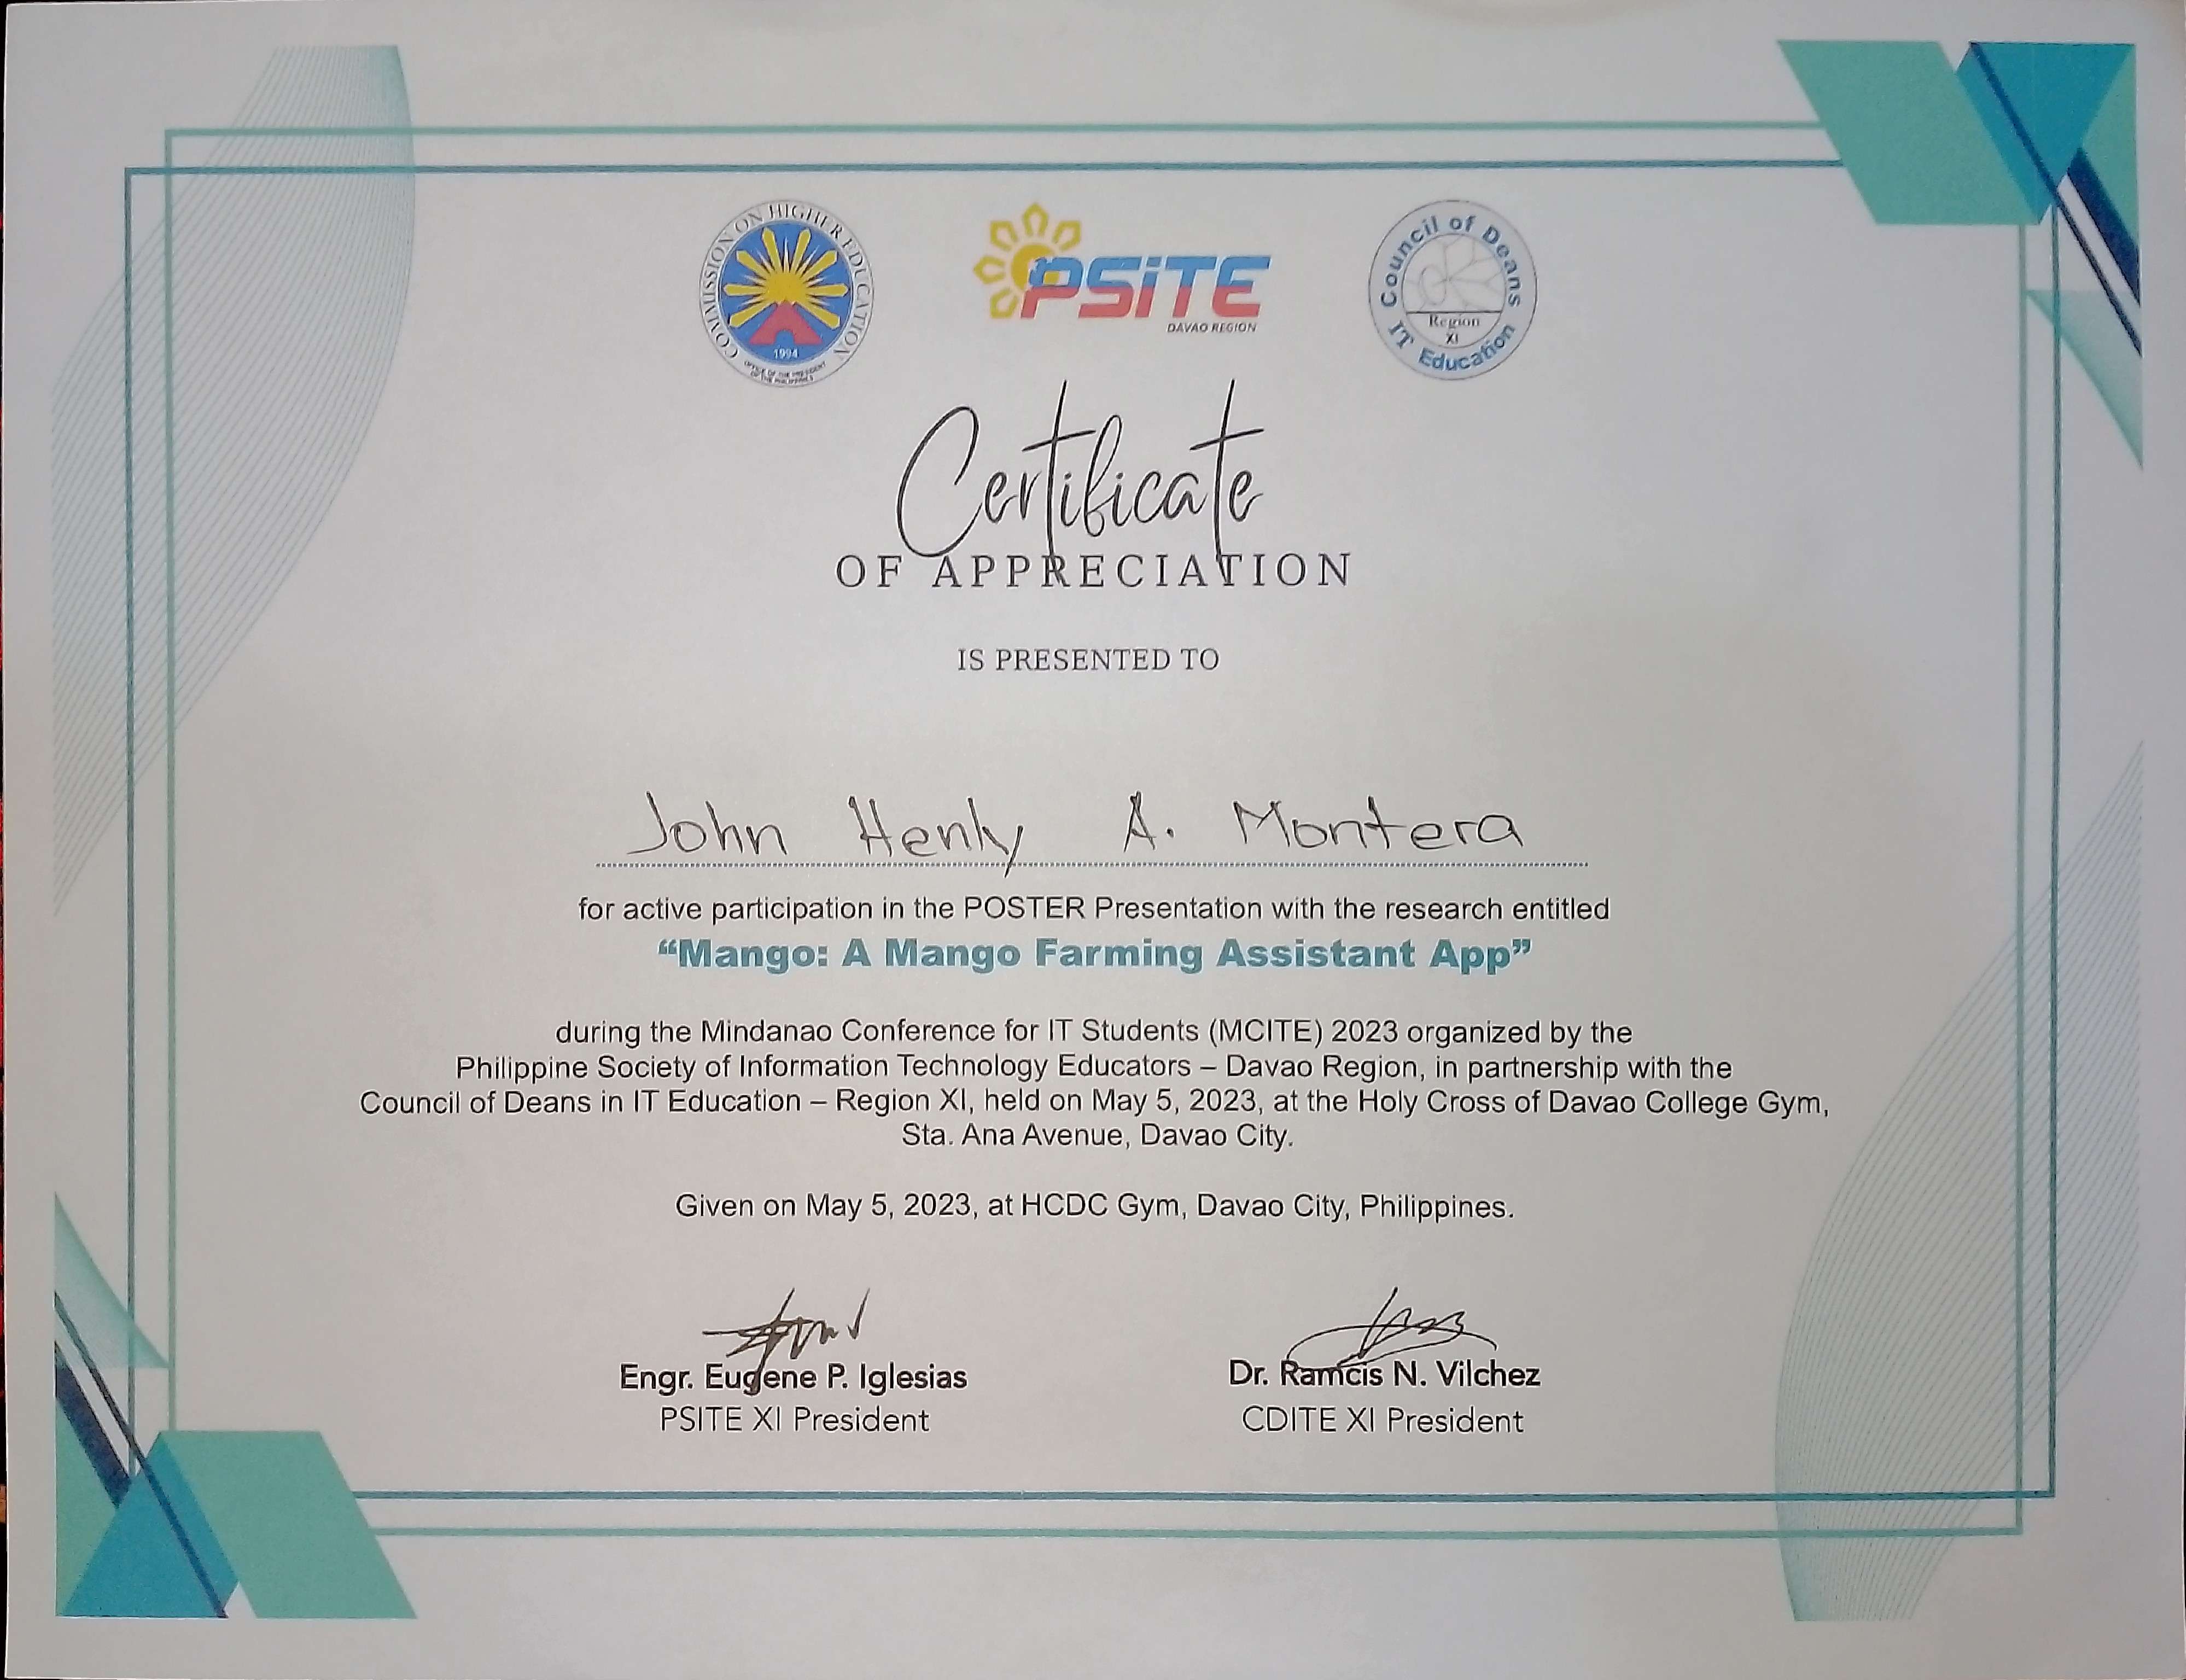 COMMISSION ON HIGHER EDUCATION
1994
OFFICE OF THE PRESIDENT
OF THE PHILIPPINES
PSiTE
DAVAO REGION
Council of Deans
Region
XI
IT Education
Certificate
OF APPRECIATION
IS PRESENTED TO
John Henly A. Montera
for active participation in the POSTER Presentation with the research entitled
“Mango: A Mango Farming Assistant App”
during the Mindanao Conference for IT Students (MCITE) 2023 organized by the
Philippine Society of Information Technology Educators – Davao Region, in partnership with the
Council of Deans in IT Education – Region XI, held on May 5, 2023, at the Holy Cross of Davao College Gym,
Sta. Ana Avenue, Davao City.
Given on May 5, 2023, at HCDC Gym, Davao City, Philippines.
Engr. Eugene P. Iglesias
PSITE XI President
Dr. Ramcis N. Vilchez
CDITE XI President